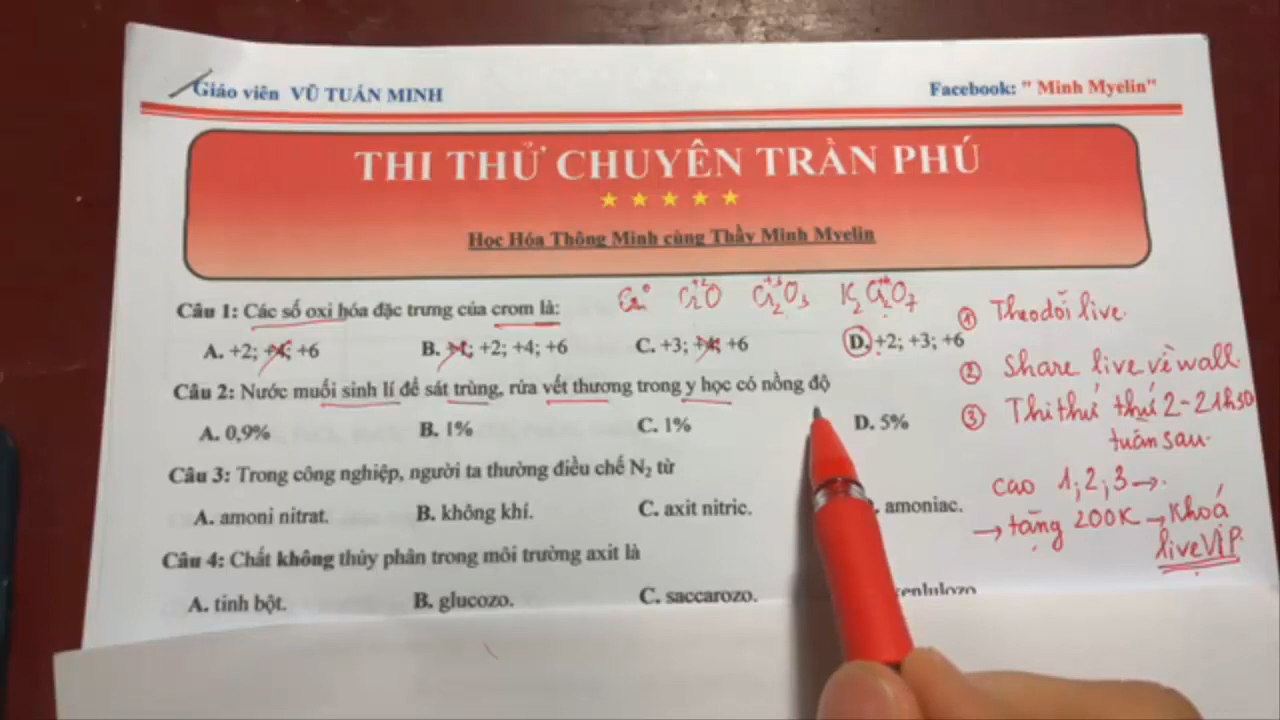 Giáo viên VŨ TUẤN MINH
Facebook: " Minh Myelin"
THI THỬ CHUYÊN TRẦN PHÚ
Học Hóa Thông Minh cùng Thầy Minh Myelin
Câu 1: Các số oxi hóa đặc trưng của crom là:
A. +2; +4; +6 B. +1; +2; +4; +6 C. +3; +4; +6 D. +2; +3; +6
Câu 2: Nước muối sinh lí để sát trùng, rửa vết thương trong y học có nồng độ
A. 0,9% B. 1% C. 1% D. 5%
Câu 3: Trong công nghiệp, người ta thường điều chế N₂ từ
A. amoni nitrat. B. không khí. C. axit nitric. . amoniac.
Câu 4: Chất không thủy phân trong môi trường axit là
A. tinh bột. B. glucozo. C. saccarozo. xenlulozo
① Theo dõi live.
② Share live về wall
③ Thi thử thứ 2 - 21h30
tuần sau.
cao 1; 2; 3 →
→ tặng 200K → Khoá
live VIP.